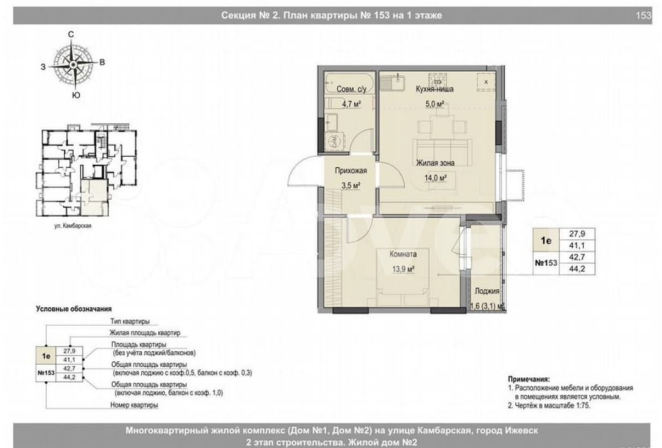 Секция № 2. План квартиры № 153 на 1 этаже
153
С
З
В
Ю
ул. Камбарская
Совм. с/у
4,7 м²
Кухня-ниша
5,0 м²
х
Прихожая
3,5 м²
Жилая зона
14,0 м²
Комната
13,9 м²
Лоджия
1.6 (3,1) м²
1е
№153
27,9
41,1
42,7
44,2
Условные обозначания
Тип квартиры
Жилая площадь квартир
Площадь квартиры
(без учёта лоджий/балконов)
Общая площадь квартиры
(включая лоджию с коэф.0,5, балкон с коэф. 0,3)
Общая площадь квартиры
(включая лоджию, балкон с коэф. 1,0)
Номер квартиры
1е
№153
27,9
41,1
42,7
44,2
Примечания:
1. Расположение мебели и оборудования
в помещениях является условным.
2. Чертёж в масштабе 1:75.
Многоквартирный жилой комплекс (Дом №1, Дом №2) на улице Камбарская, город Ижевск
2 этап строительства. Жилой дом №2